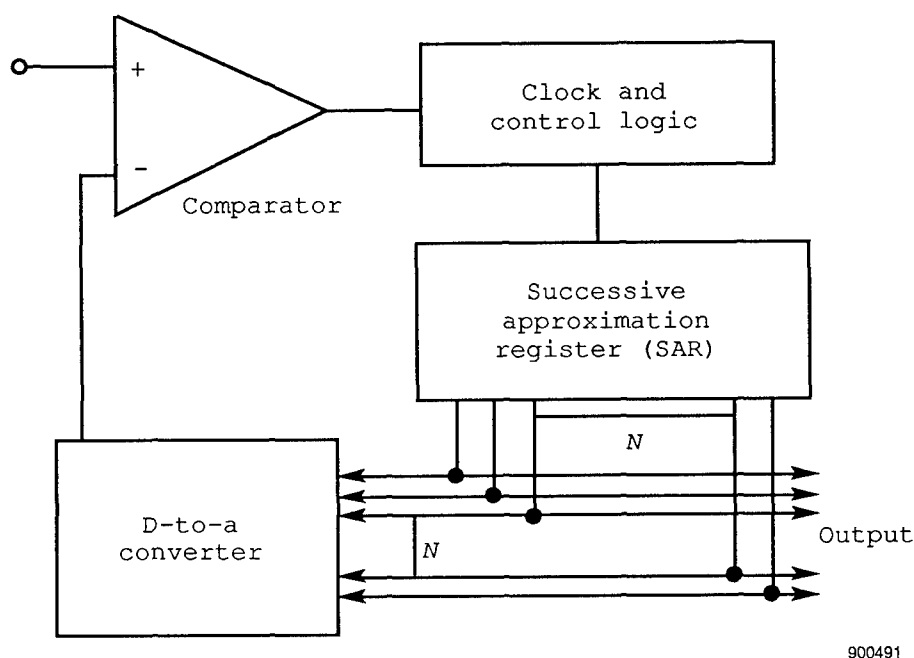 +
Clock and
control logic
-
Comparator
Successive
approximation
register (SAR)
N
D-to-a
converter
N
Output
900491